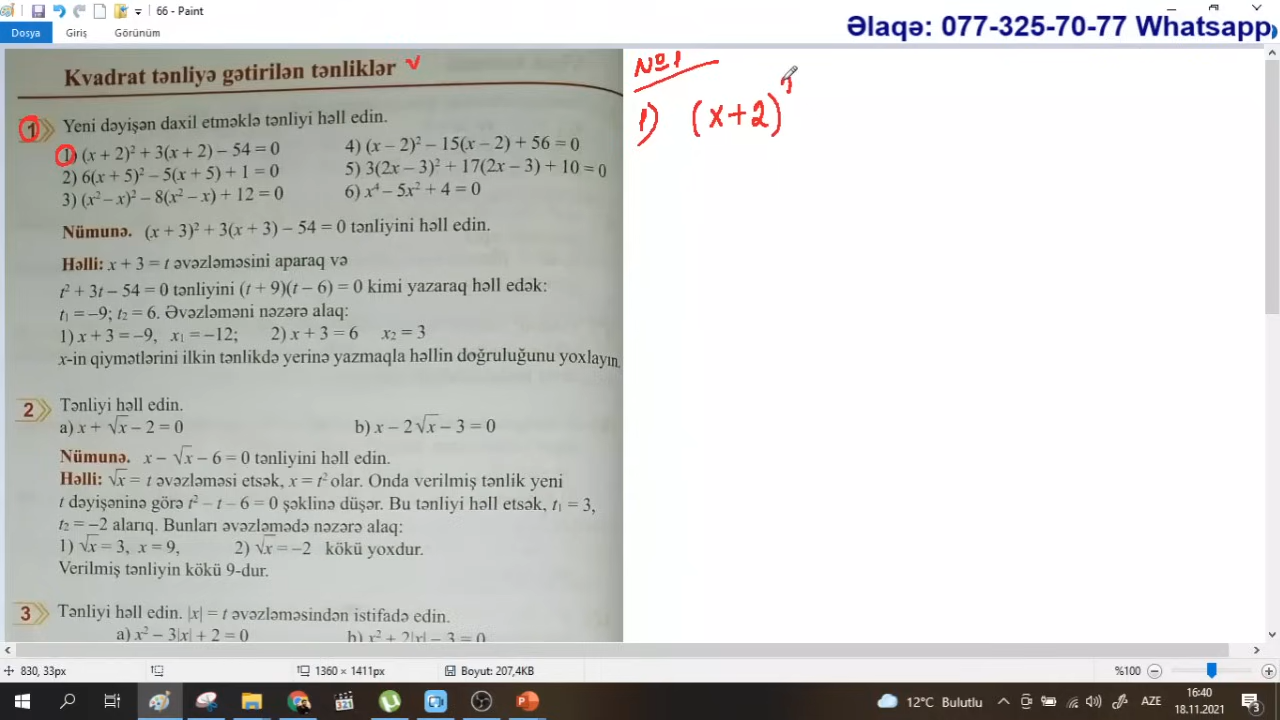 66 - Paint
Əlaqə: 077-325-70-77 Whatsapp
Dosya Giriş Görünüm
Kvadrat tənliyə gətirilən tənliklər
1 Yeni dəyişən daxil etməklə tənliyi həll edin.
1) (x + 2)² + 3(x + 2) – 54 = 0 4) (x – 2)² – 15(x – 2) + 56 = 0
2) 6(x + 5)² – 5(x + 5) + 1 = 0 5) 3(2x – 3)² + 17(2x – 3) + 10 = 0
3) (x² – x)² – 8(x² – x) + 12 = 0 6) x⁴ – 5x² + 4 = 0
Nümunə. (x + 3)² + 3(x + 3) – 54 = 0 tənliyini həll edin.
Həlli: x + 3 = t əvəzləməsini aparaq və
t² + 3t – 54 = 0 tənliyini (t + 9)(t – 6) = 0 kimi yazaraq həll edək:
t₁ = –9; t₂ = 6. Əvəzləməni nəzərə alaq:
1) x + 3 = –9, x₁ = –12; 2) x + 3 = 6 x₂ = 3
x-in qiymətlərini ilkin tənlikdə yerinə yazmaqla həllin doğruluğunu yoxlayın.
2 Tənliyi həll edin.
a) x + √x – 2 = 0 b) x – 2√x – 3 = 0
Nümunə. x – √x – 6 = 0 tənliyini həll edin.
Həlli: √x = t əvəzləməsi etsək, x = t² olar. Onda verilmiş tənlik yeni
t dəyişəninə görə t² – t – 6 = 0 şəklinə düşər. Bu tənliyi həll etsək, t₁ = 3,
t₂ = –2 alarıq. Bunları əvəzləmədə nəzərə alaq:
1) √x = 3, x = 9, 2) √x = –2 kökü yoxdur.
Verilmiş tənliyin kökü 9-dur.
3 Tənliyi həll edin. |x| = t əvəzləməsindən istifadə edin.
a) x² – 3|x| + 2 = 0 b) x² + 2|x| – 3 = 0
№1
1) (x+2)
830, 33px 1360 × 1411px Boyut: 207,4KB %100
12°C Bulutlu AZE 16:40
18.11.2021 3